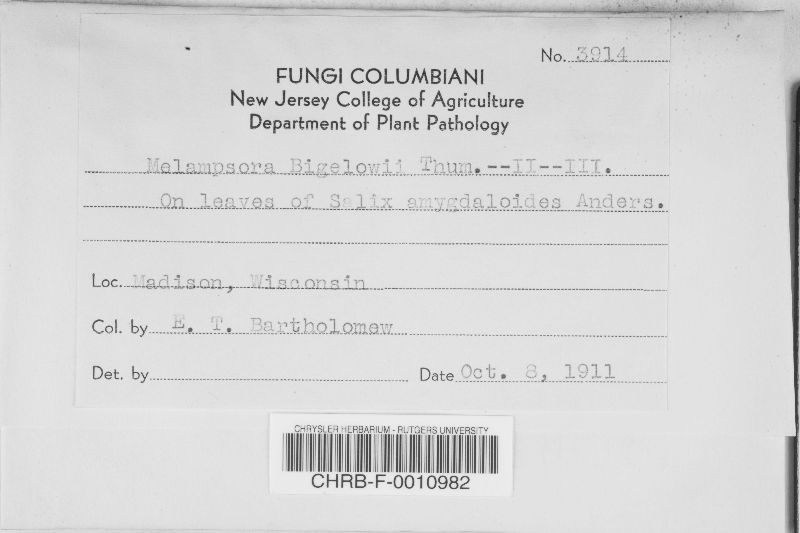 No. 3914
FUNGI COLUMBIANI
New Jersey College of Agriculture
Department of Plant Pathology
Melampsora Bigelowii Thum.--II--III.
On leaves of Salix amygdaloides Anders.
Loc. Madison, Wisconsin
Col. by E. T. Bartholomew
Det. by
Date Oct. 8, 1911
CHRYSLER HERBARIUM - RUTGERS UNIVERSITY
CHRB-F-0010982